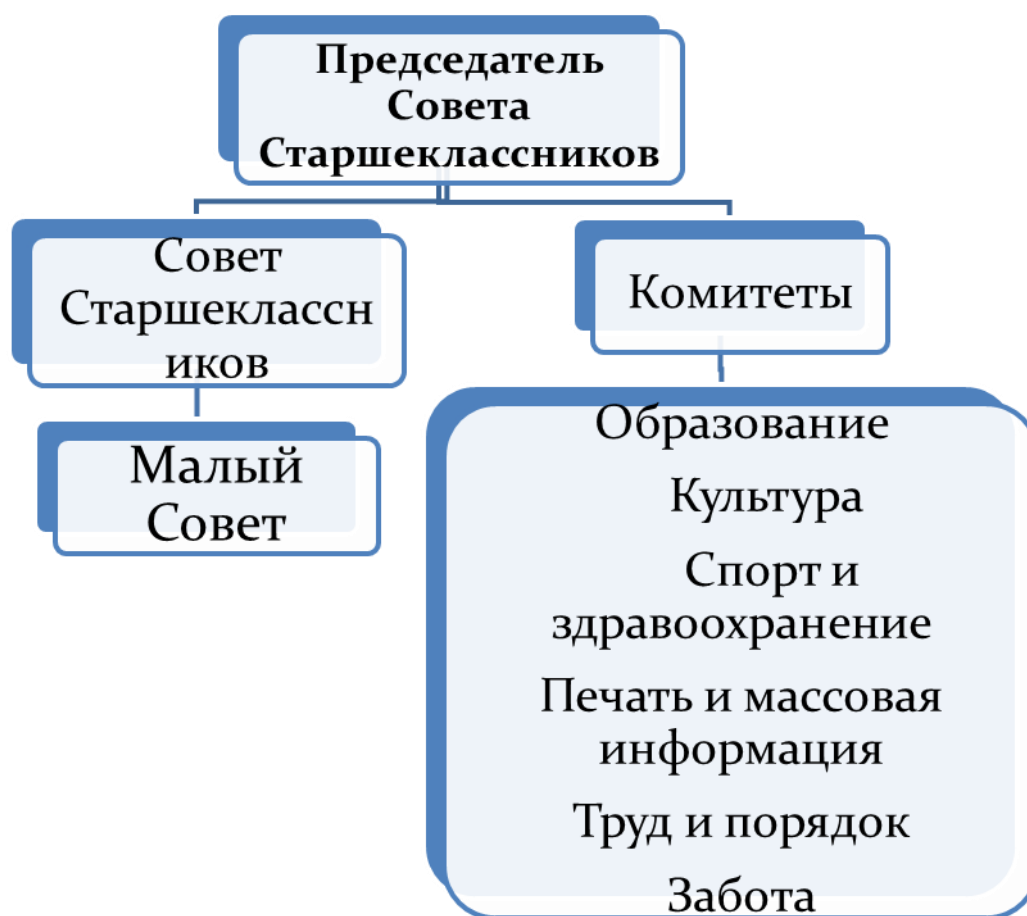 Председатель
Совета
Старшеклассников
Совет
Старшеклассн
иков
Комитеты
Малый
Совет
Образование
Культура
Спорт и
здравоохранение
Печать и массовая
информация
Труд и порядок
Забота